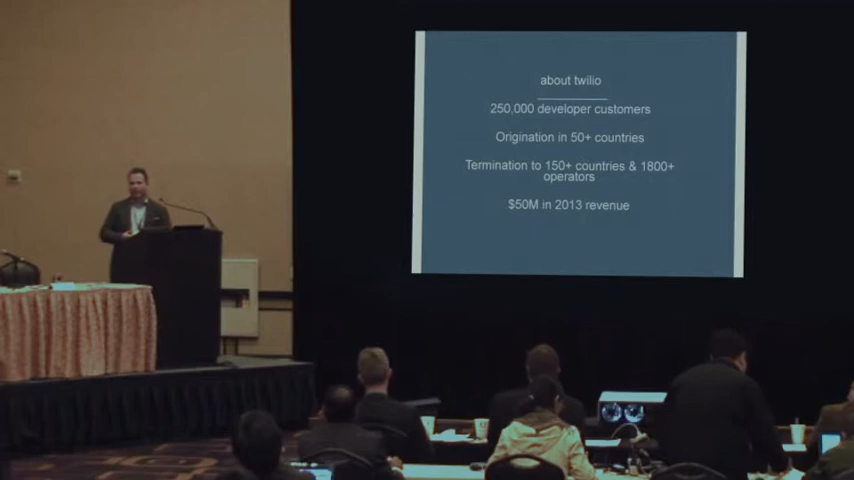 about twilio
250,000 developer customers
Origination in 50+ countries
Termination to 150+ countries & 1800+
operators
$50M in 2013 revenue